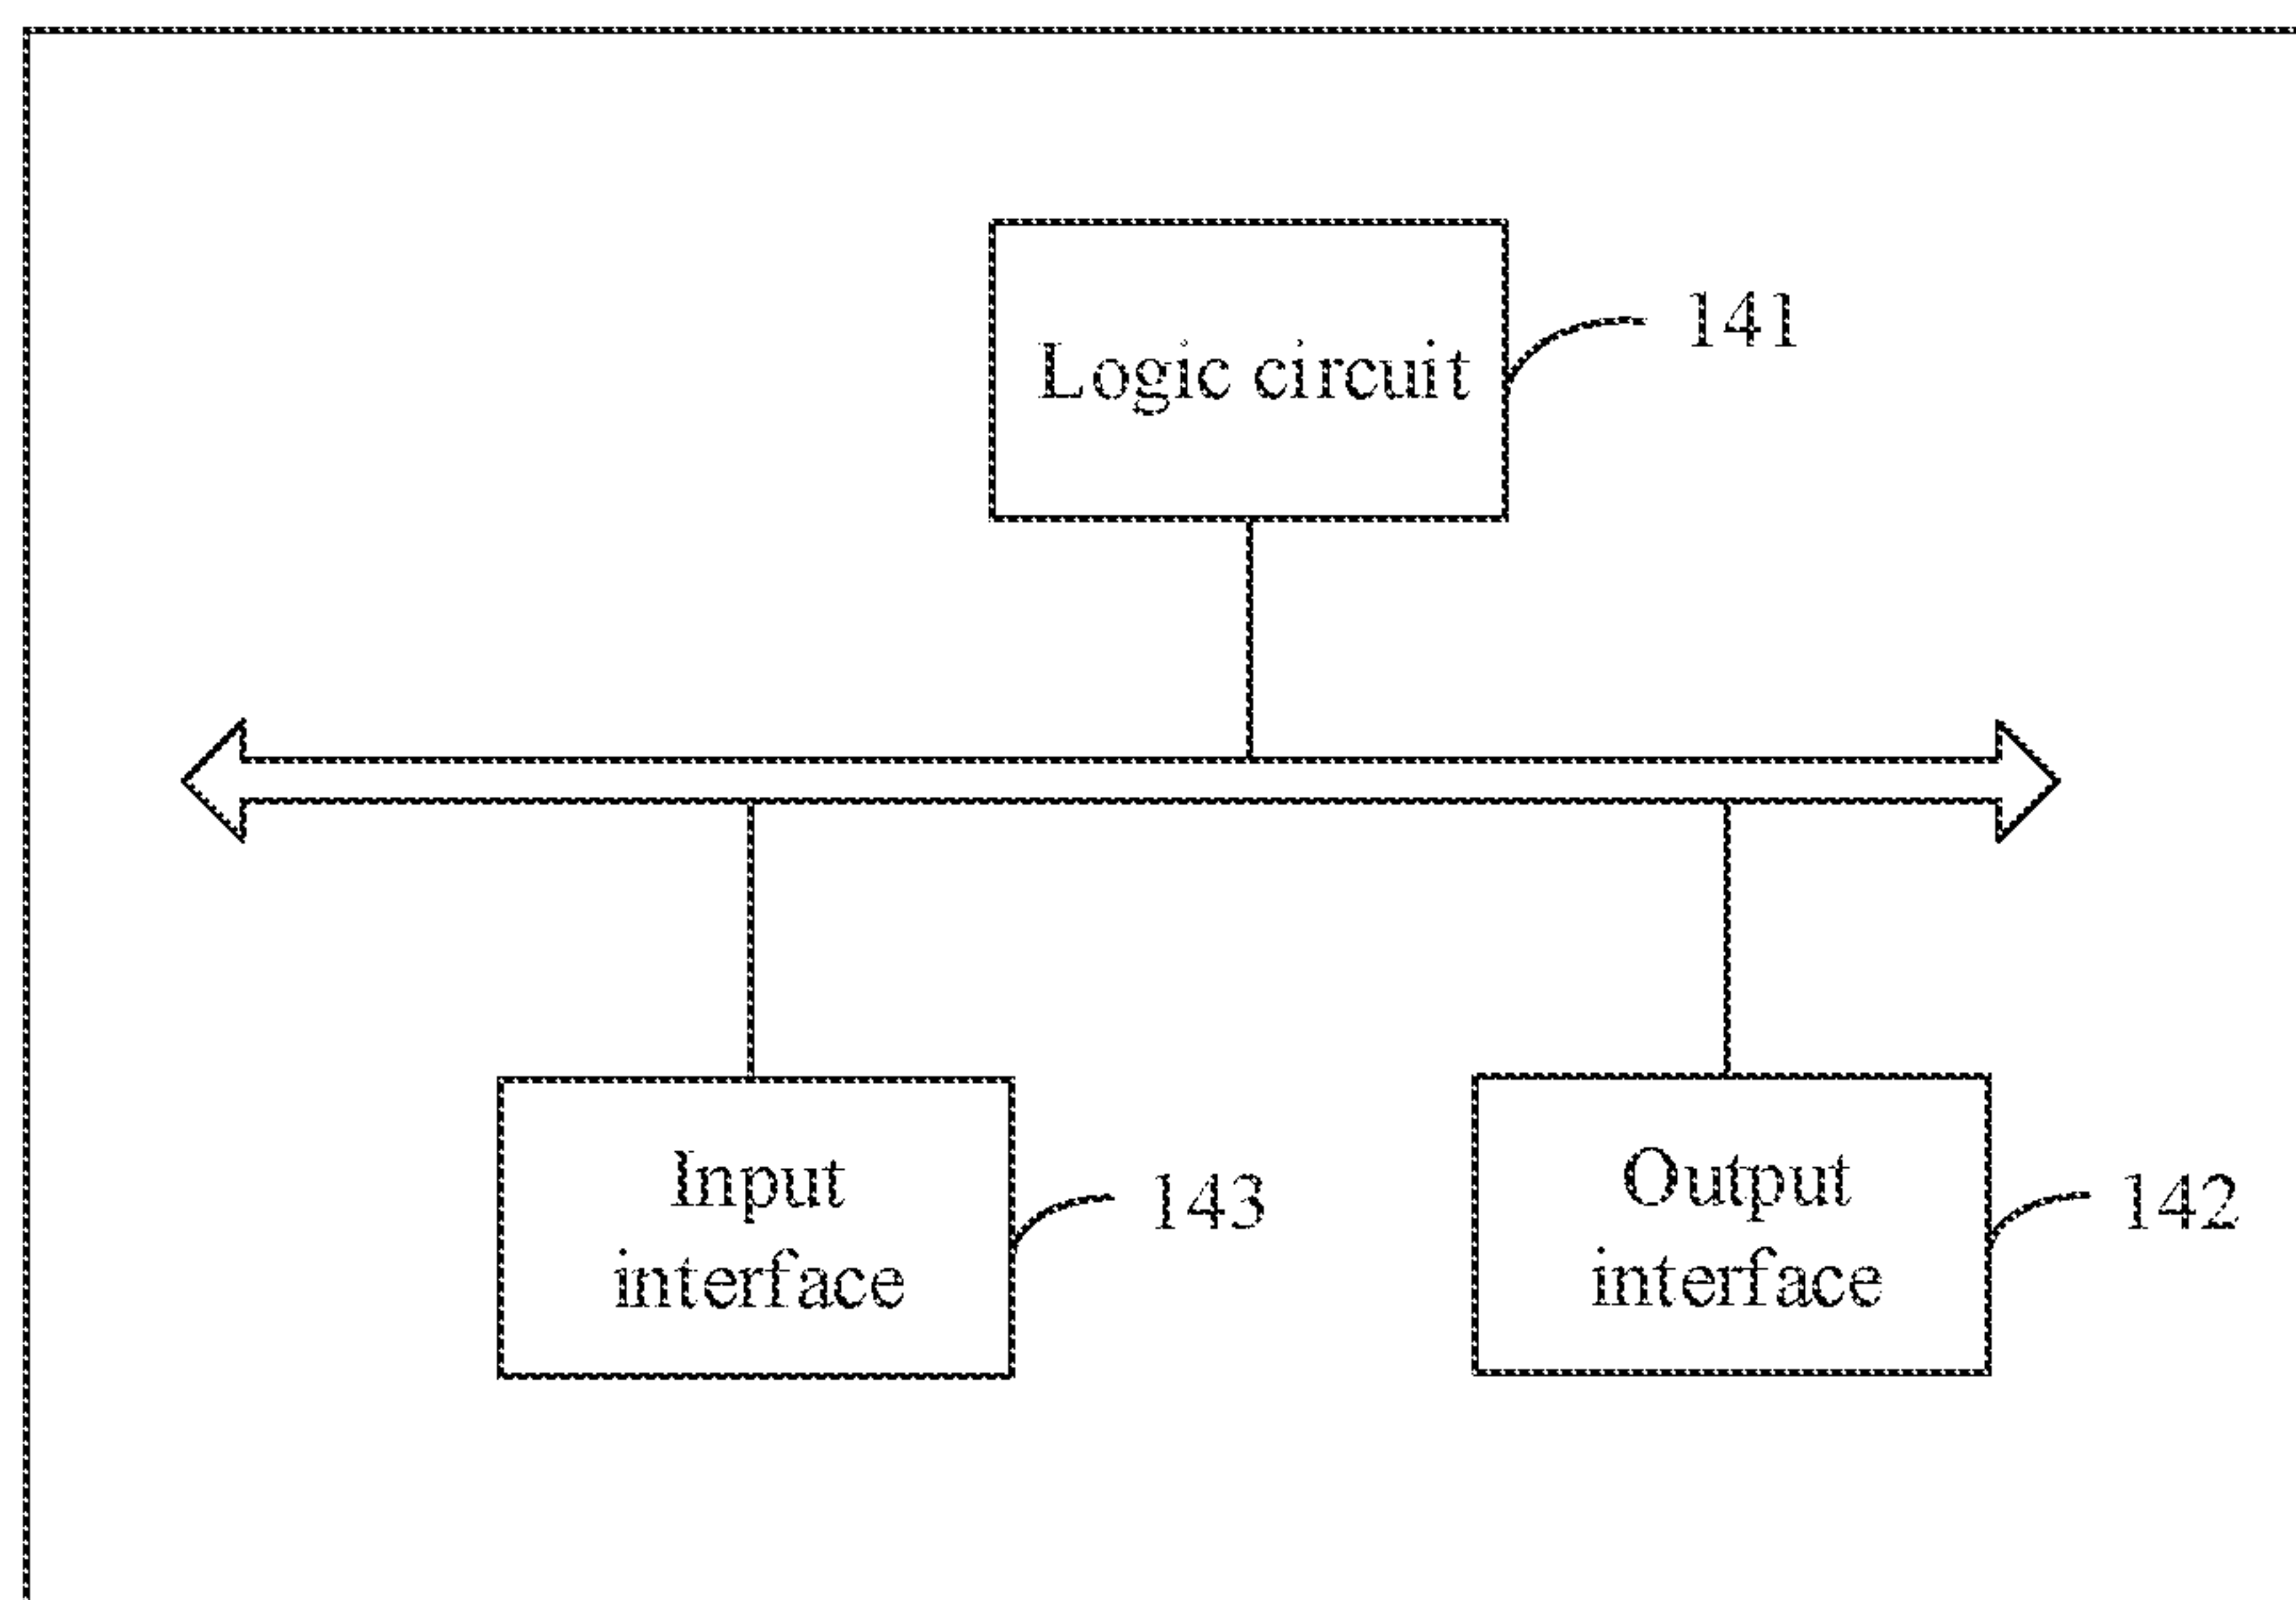 Logic circuit
141
Input
interface
143
Output
interface
142